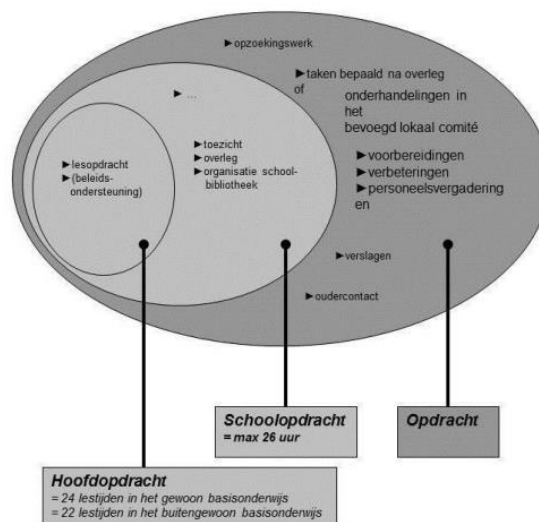 ►opzoekingswerk
►taken bepaald na overleg
of
onderhandelingen in
het
bevoegd lokaal comité
► ...
►toezicht
►overleg
►organisatie school-
bibliotheek
►lesopdracht
►(beleids-
ondersteuning)
►voorbereidingen
►verbeteringen
►personeelsvergadering
en
►verslagen
►oudercontact
Schoolopdracht
= max 26 uur
Opdracht
Hoofdopdracht
= 24 lestijden in het gewoon basisonderwijs
= 22 lestijden in het buitengewoon basisonderwijs